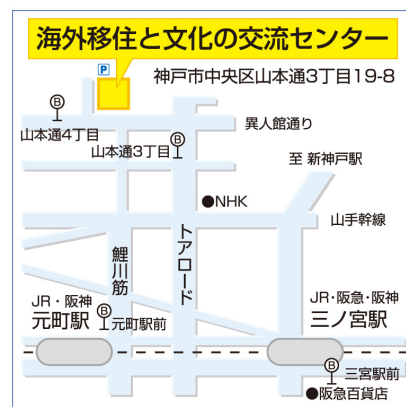 海外移住と文化の交流センター
P
神戸市中央区山本通3丁目19-8
B
山本通4丁目
B
山本通3丁目
異人館通り
至 新神戸駅
●NHK
山手幹線
鯉川筋
トアロード
JR・阪神
元町駅
B
元町駅前
JR・阪急・阪神
三ノ宮駅
B
三宮駅前
●阪急百貨店